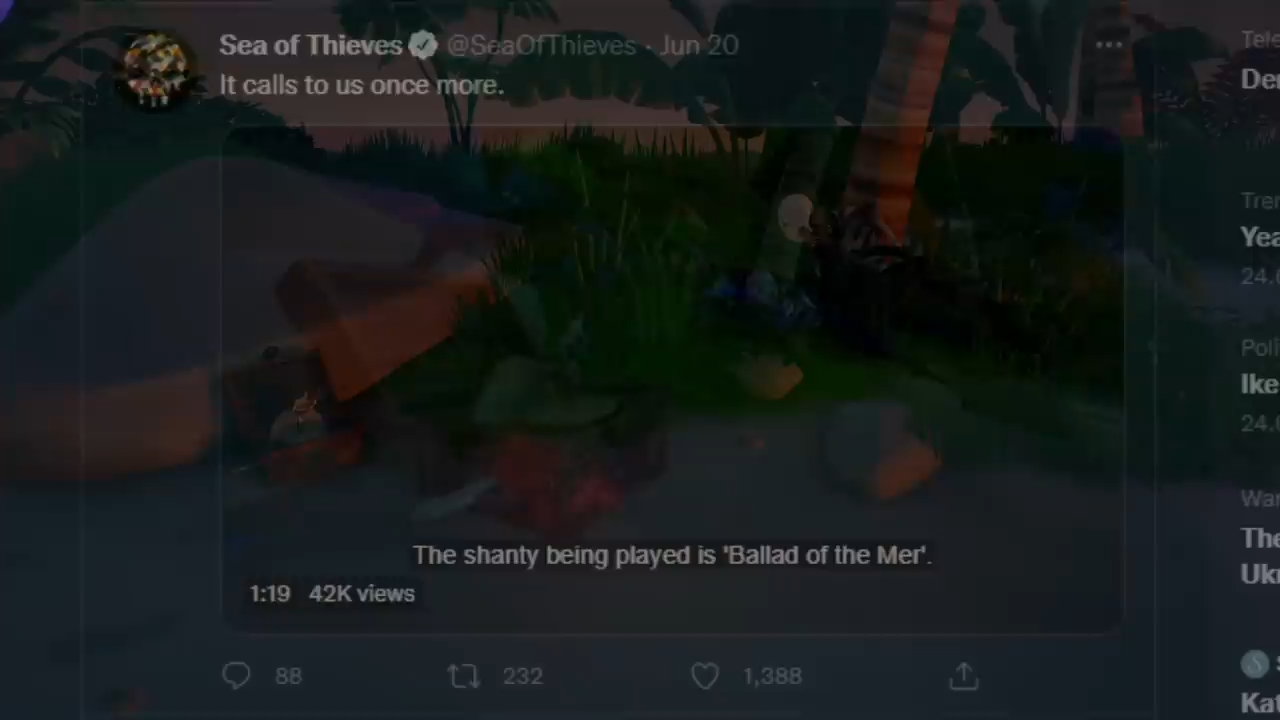 Sea of Thieves @SeaOfThieves · Jun 20
It calls to us once more.
The shanty being played is 'Ballad of the Mer'.
1:19 42K views
88 232 1,388